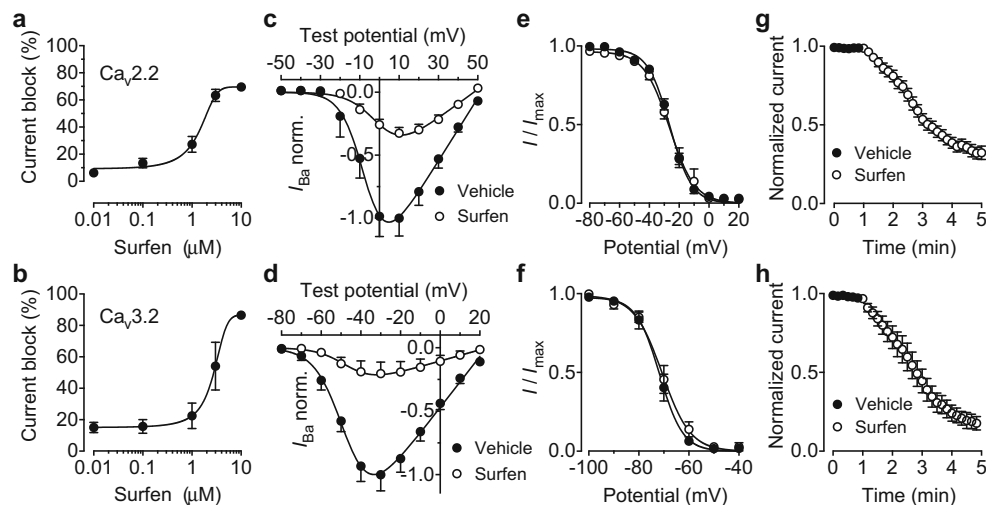 a
100
80
60
40
20
0
Current block (%)
CaV2.2
0.01 0.1 1 10
Surfen (μM)
c
Test potential (mV)
-50 -30 -10 10 30 50
0.0
-0.5
-1.0
IBa norm.
Vehicle
Surfen
e
1.0
0.5
0.0
I / Imax
-80 -60 -40 -20 0 20
Potential (mV)
g
1.0
0.5
0.0
Normalized current
Vehicle
Surfen
0 1 2 3 4 5
Time (min)
b
100
80
60
40
20
0
Current block (%)
CaV3.2
0.01 0.1 1 10
Surfen (μM)
d
Test potential (mV)
-80 -60 -40 -20 0 20
0.0
-0.5
-1.0
IBa norm.
Vehicle
Surfen
f
1.0
0.5
0.0
I / Imax
-100 -80 -60 -40
Potential (mV)
h
1.0
0.5
0.0
Normalized current
Vehicle
Surfen
0 1 2 3 4 5
Time (min)